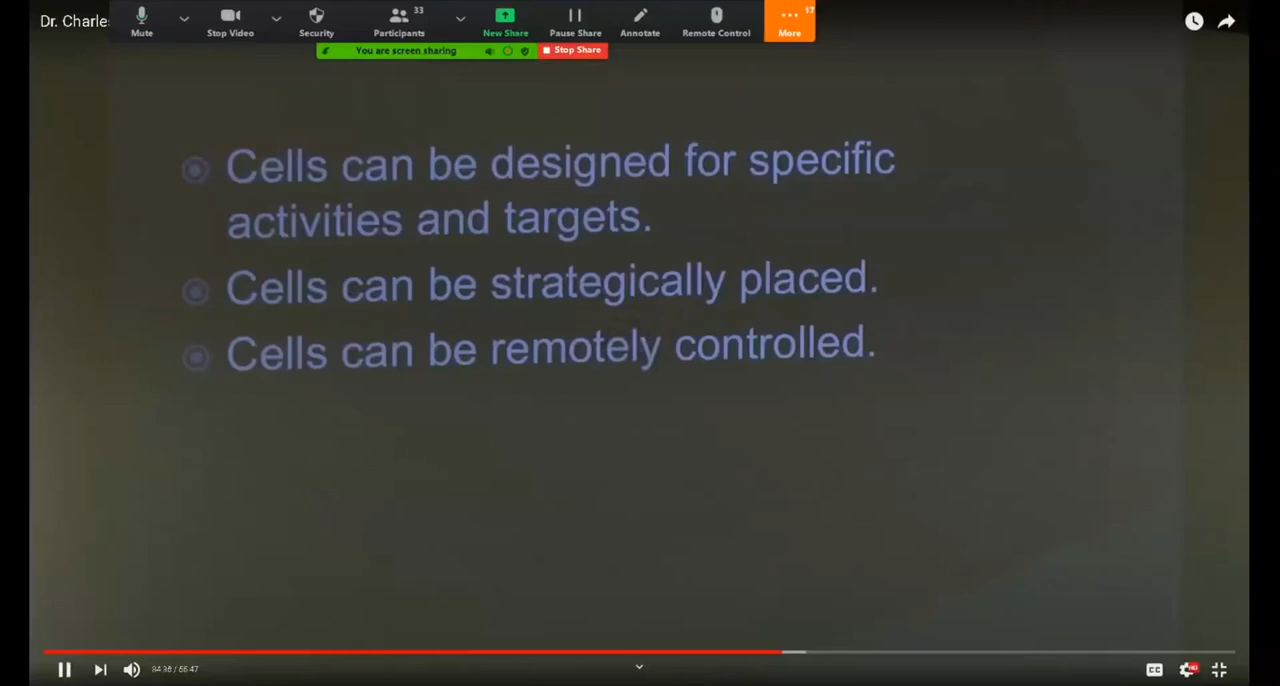 Dr. Charles
Mute
Stop Video
Security
33
Participants
New Share
Pause Share
Annotate
Remote Control
17
More
You are screen sharing
Stop Share
Cells can be designed for specific
activities and targets.
Cells can be strategically placed.
Cells can be remotely controlled.
CC